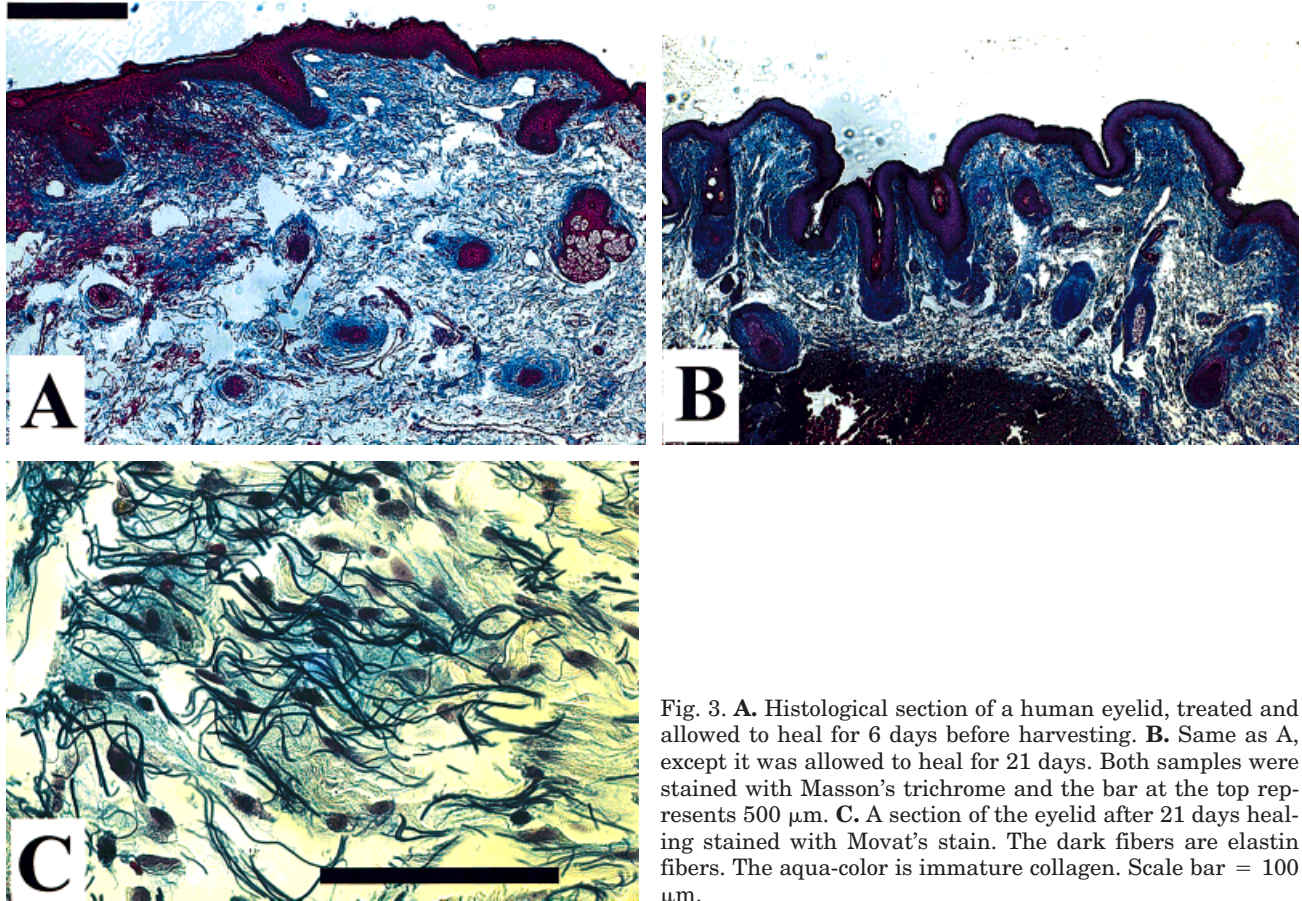 A
B
C
Fig. 3. A. Histological section of a human eyelid, treated and
allowed to heal for 6 days before harvesting. B. Same as A,
except it was allowed to heal for 21 days. Both samples were
stained with Masson's trichrome and the bar at the top rep-
resents 500 μm. C. A section of the eyelid after 21 days heal-
ing stained with Movat's stain. The dark fibers are elastin
fibers. The aqua-color is immature collagen. Scale bar = 100
μm.